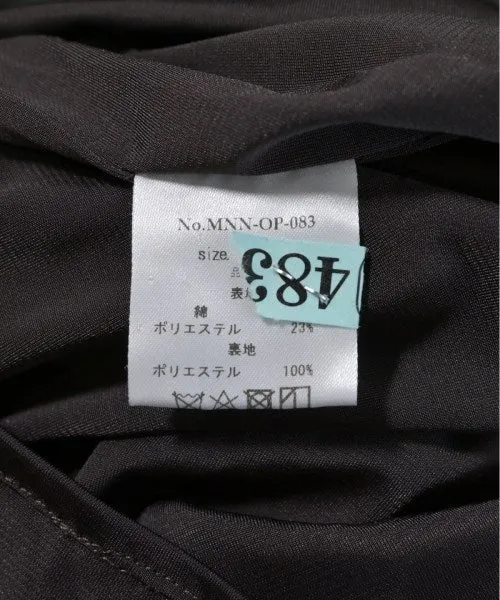 No.MNN-OP-083
size.
483
品
表地
綿
ポリエステル 23%
裏地
ポリエステル 100%